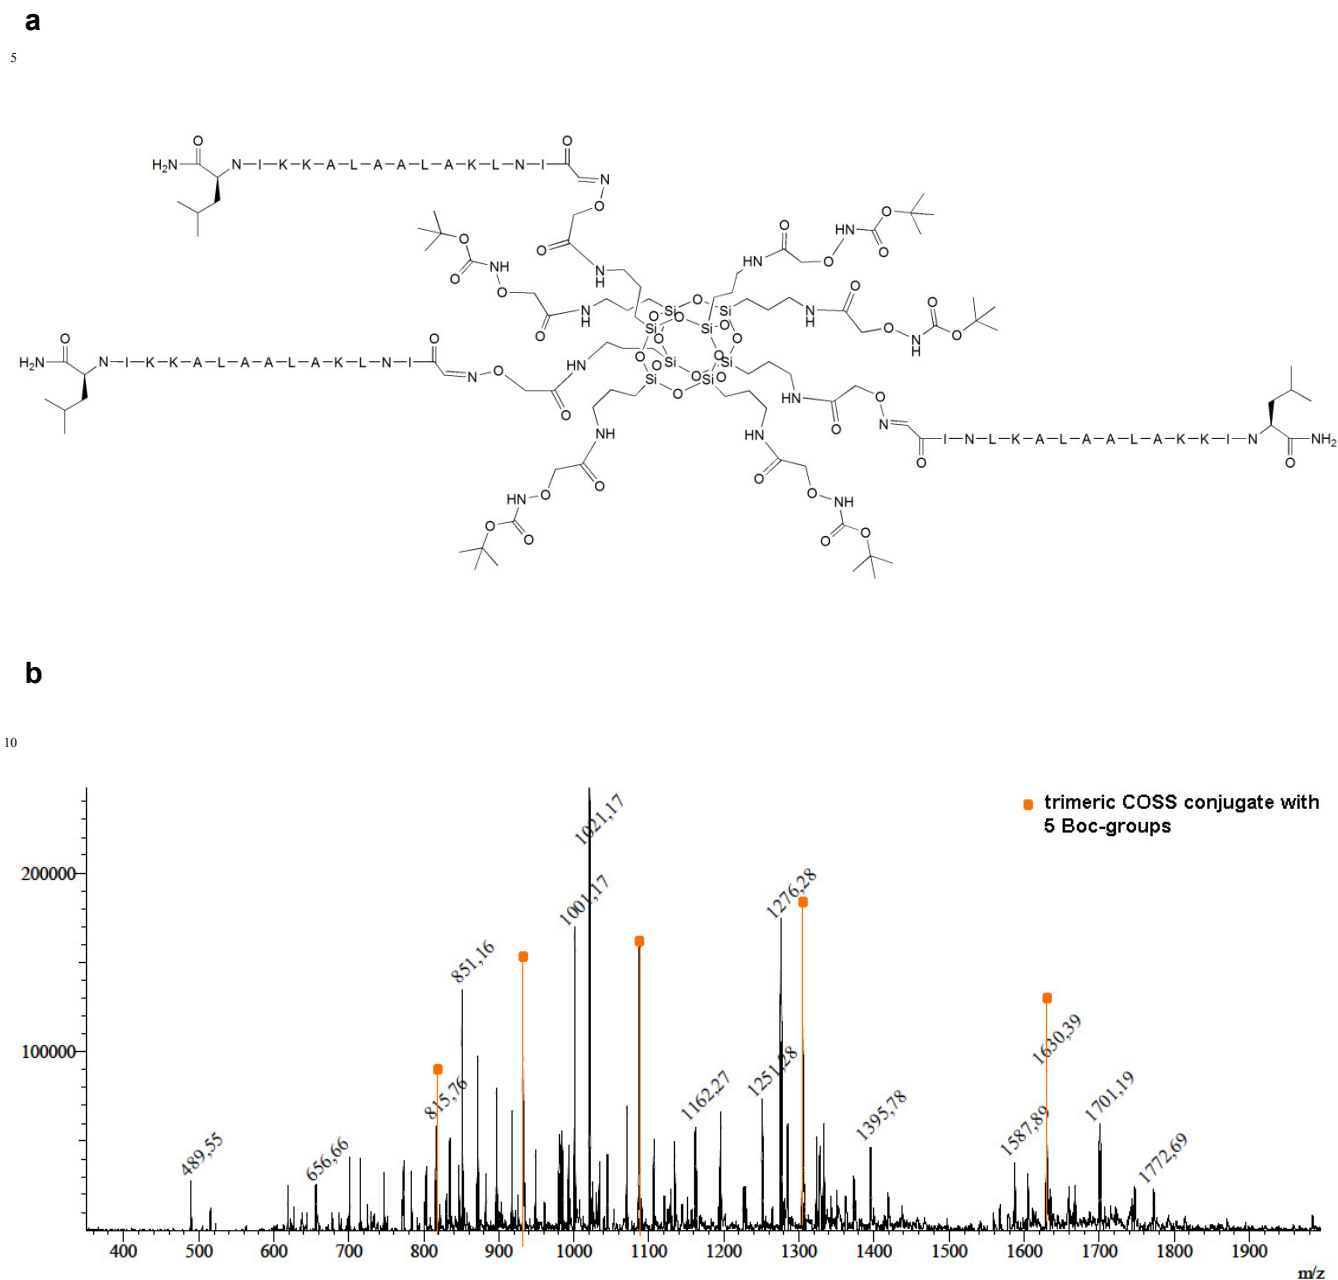 a
5
H₂N O N–I–K–K–A–L–A–A–L–A–K–L–N–I O
N
O
O N H
O O NH O O N H
O HN O NH O O
O NH O O N H O O
H₂N O N–I–K–K–A–L–A–A–L–A–K–L–N–I O N O O HN
Si O Si O Si O Si O Si O Si O Si O Si O
HN O O N O I–N–L–K–A–L–A–A–L–A–K–K–I–N O NH₂
NH O O HN O O
NH O O NH O O
b
10
trimeric COSS conjugate with
5 Boc-groups
200000
100000
489,55
656,66
815,76
851,16
1001,17
1021,17
1162,27
1251,28
1276,28
1395,78
1587,89
1630,39
1701,19
1772,69
400 500 600 700 800 900 1000 1100 1200 1300 1400 1500 1600 1700 1800 1900
m/z